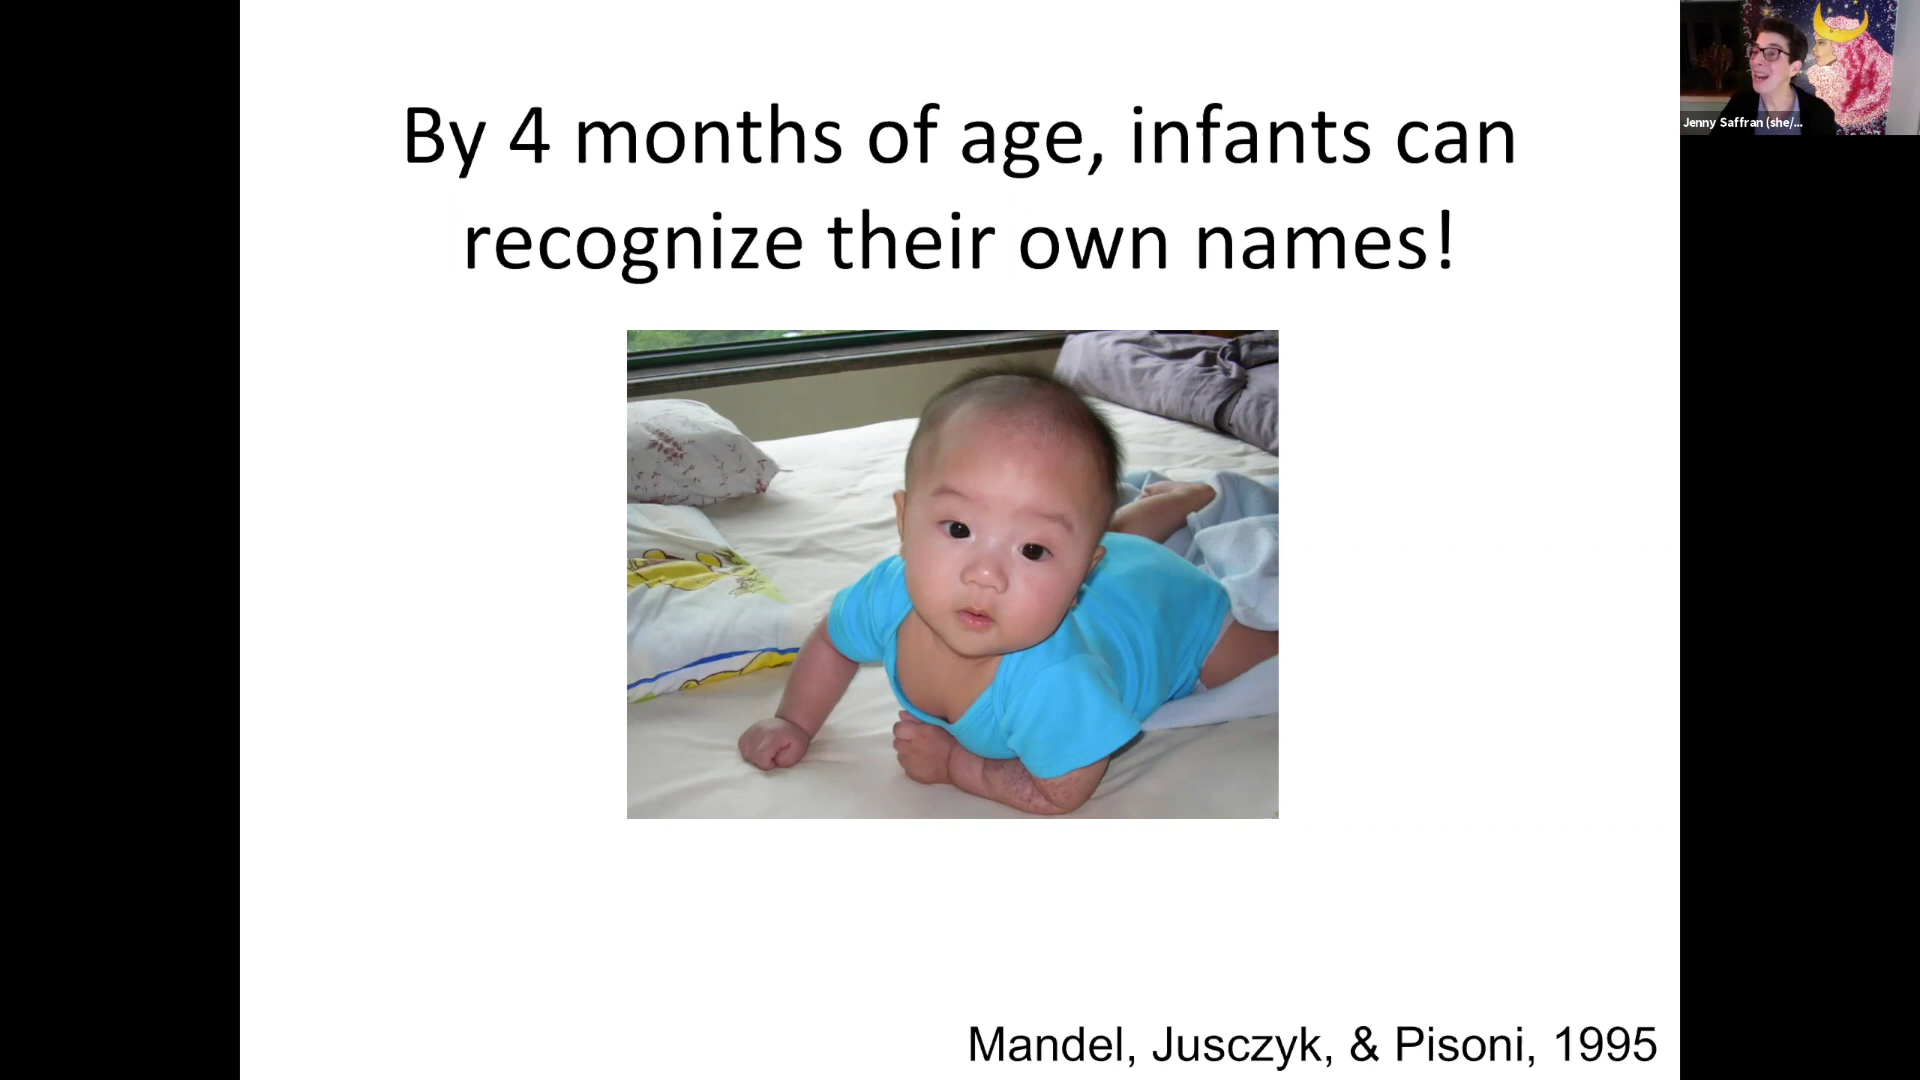 By 4 months of age, infants can
recognize their own names!
Jenny Saffran (she/...
Mandel, Jusczyk, & Pisoni, 1995